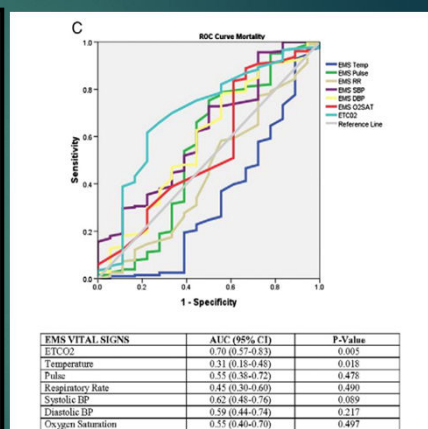 C
ROC Curve Mortality
EMS Temp
EMS Pulse
EMS RR
EMS SBP
EMS DBP
EMS O2SAT
ETCO2
Reference Line
1.0
0.8
0.6
0.4
0.2
0.0
Sensitivity
0.0 0.2 0.4 0.6 0.8 1.0
1 - Specificity
EMS VITAL SIGNS AUC (95% CI) P-Value
ETCO2 0.70 (0.57-0.83) 0.005
Temperature 0.31 (0.18-0.48) 0.018
Pulse 0.55 (0.38-0.72) 0.478
Respiratory Rate 0.45 (0.30-0.60) 0.490
Systolic BP 0.62 (0.48-0.76) 0.089
Diastolic BP 0.59 (0.44-0.74) 0.217
Oxygen Saturation 0.55 (0.40-0.70) 0.497